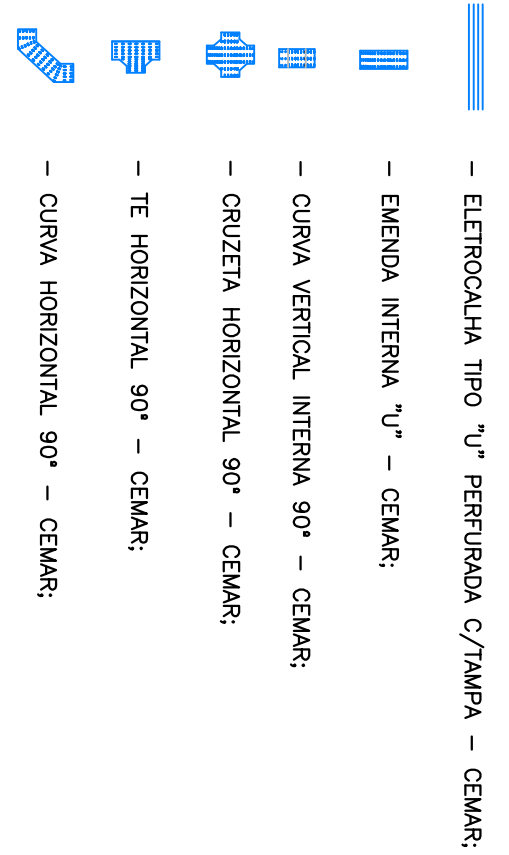 - ELETROCALHA TIPO "U" PERFURADA C/TAMPA - CEMAR;
- EMENDA INTERNA "U" - CEMAR;
- CURVA VERTICAL INTERNA 90° - CEMAR;
- CRUZETA HORIZONTAL 90° - CEMAR;
- TE HORIZONTAL 90° - CEMAR;
- CURVA HORIZONTAL 90° - CEMAR;